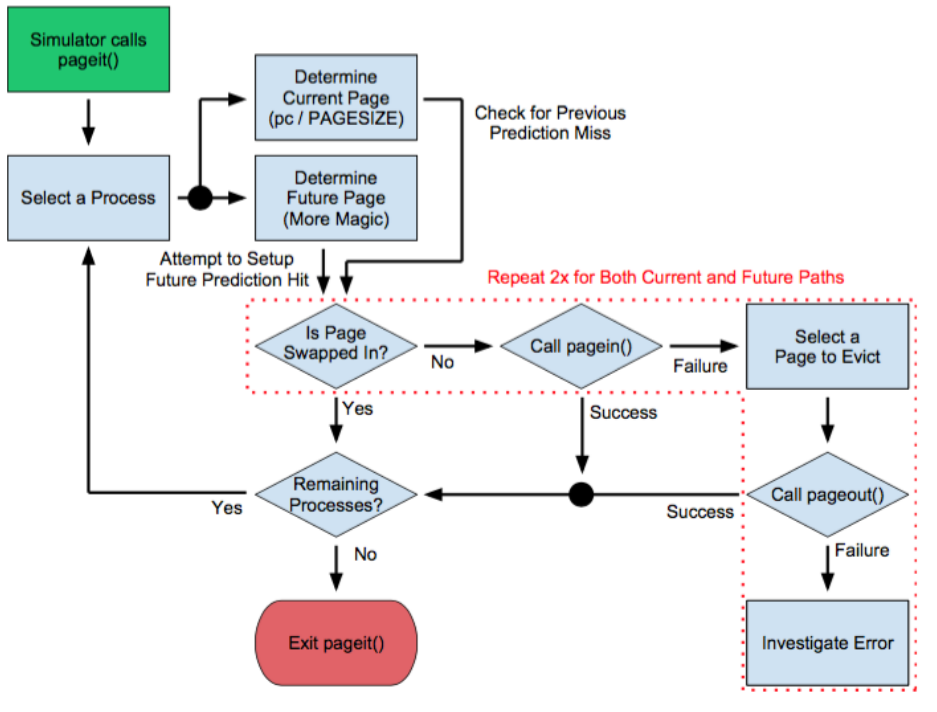 Simulator calls
pageit()
Determine
Current Page
(pc / PAGESIZE)
Check for Previous
Prediction Miss
Select a Process
Determine
Future Page
(More Magic)
Attempt to Setup
Future Prediction Hit
Repeat 2x for Both Current and Future Paths
Is Page
Swapped In?
No
Call pagein()
Failure
Select a
Page to Evict
Yes
Success
Remaining
Processes?
Yes
Success
Call pageout()
No
Failure
Exit pageit()
Investigate Error